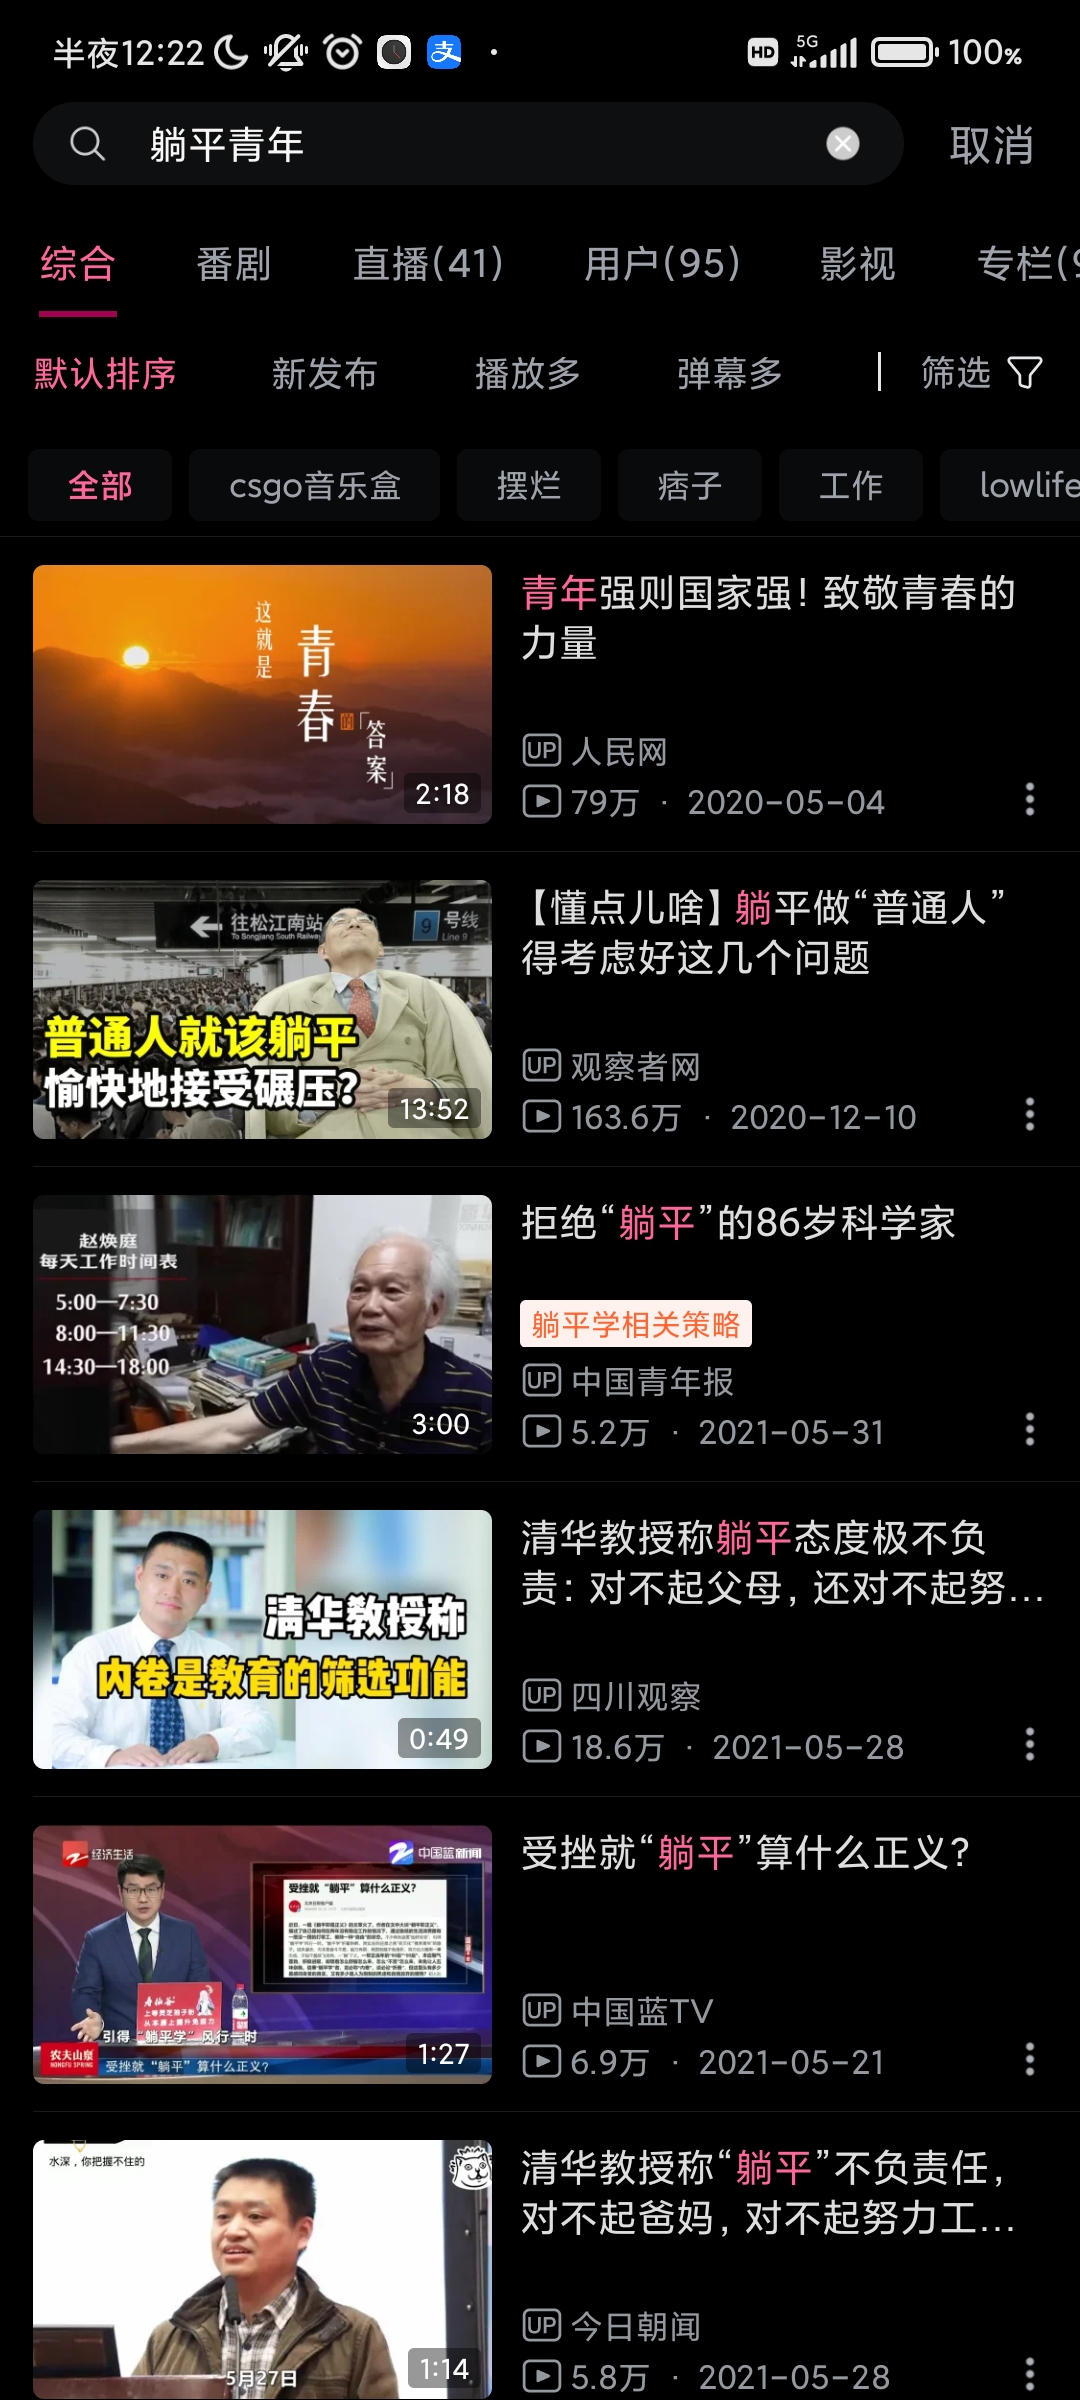 半夜12:22
HD 5G 100%
躺平青年
取消
综合 番剧 直播(41) 用户(95) 影视 专栏(9
默认排序 新发布 播放多 弹幕多 筛选
全部 csgo音乐盒 摆烂 痞子 工作 lowlife
这就是
青春
的
「答案」
2:18
青年强则国家强！致敬青春的
力量
UP 人民网
79万 · 2020-05-04
往松江南站
To Songjiang South Railway
9 号线
Line 9
普通人就该躺平
愉快地接受碾压？
13:52
【懂点儿啥】躺平做“普通人”
得考虑好这几个问题
UP 观察者网
163.6万 · 2020-12-10
赵焕庭
每天工作时间表
5:00—7:30
8:00—11:30
14:30—18:00
3:00
拒绝“躺平”的86岁科学家
躺平学相关策略
UP 中国青年报
5.2万 · 2021-05-31
清华教授称
内卷是教育的筛选功能
0:49
清华教授称躺平态度极不负
责：对不起父母，还对不起努...
UP 四川观察
18.6万 · 2021-05-28
经济生活
中国蓝新闻
受挫就“躺平”算什么正义？
引得“躺平学”风行一时
农夫山泉
NONGFU SPRING
受挫就“躺平”算什么正义？
1:27
受挫就“躺平”算什么正义？
UP 中国蓝TV
6.9万 · 2021-05-21
水深，你把握不住的
5月27日
1:14
清华教授称“躺平”不负责任，
对不起爸妈，对不起努力工...
UP 今日朝闻
5.8万 · 2021-05-28